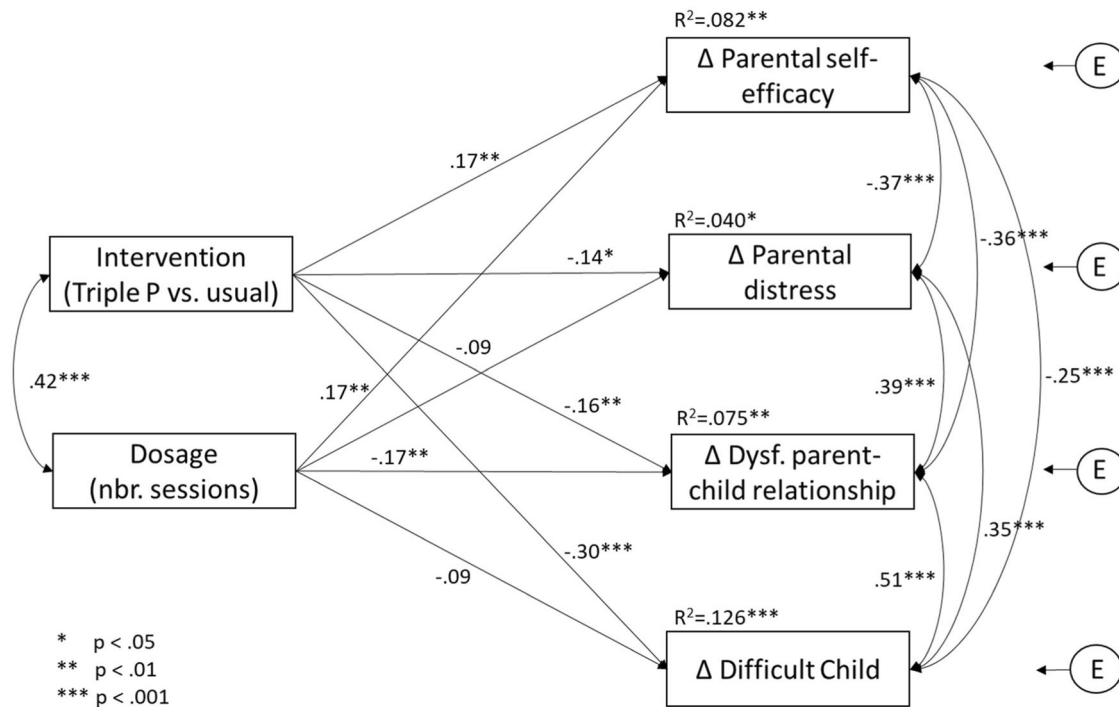 R²=.082**
Δ Parental self-
efficacy
E
.17**
-.37***
R²=.040*
-.36***
Intervention
(Triple P vs. usual)
-.14*
Δ Parental
distress
E
-.09
.42***
.17**
.39***
-.25***
-.16**
R²=.075**
Dosage
(nbr. sessions)
-.17**
Δ Dysf. parent-
child relationship
E
.35***
-.30***
-.09
.51***
R²=.126***
Δ Difficult Child
E
* p < .05
** p < .01
*** p < .001